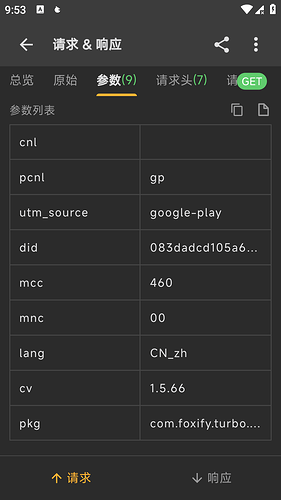 9:53
请求 & 响应
总览 原始 参数(9) 请求头(7) 请 GET
参数列表
cnl
pcnl gp
utm_source google-play
did 083dadcd105a6...
mcc 460
mnc 00
lang CN_zh
cv 1.5.66
pkg com.foxify.turbo....
请求 响应